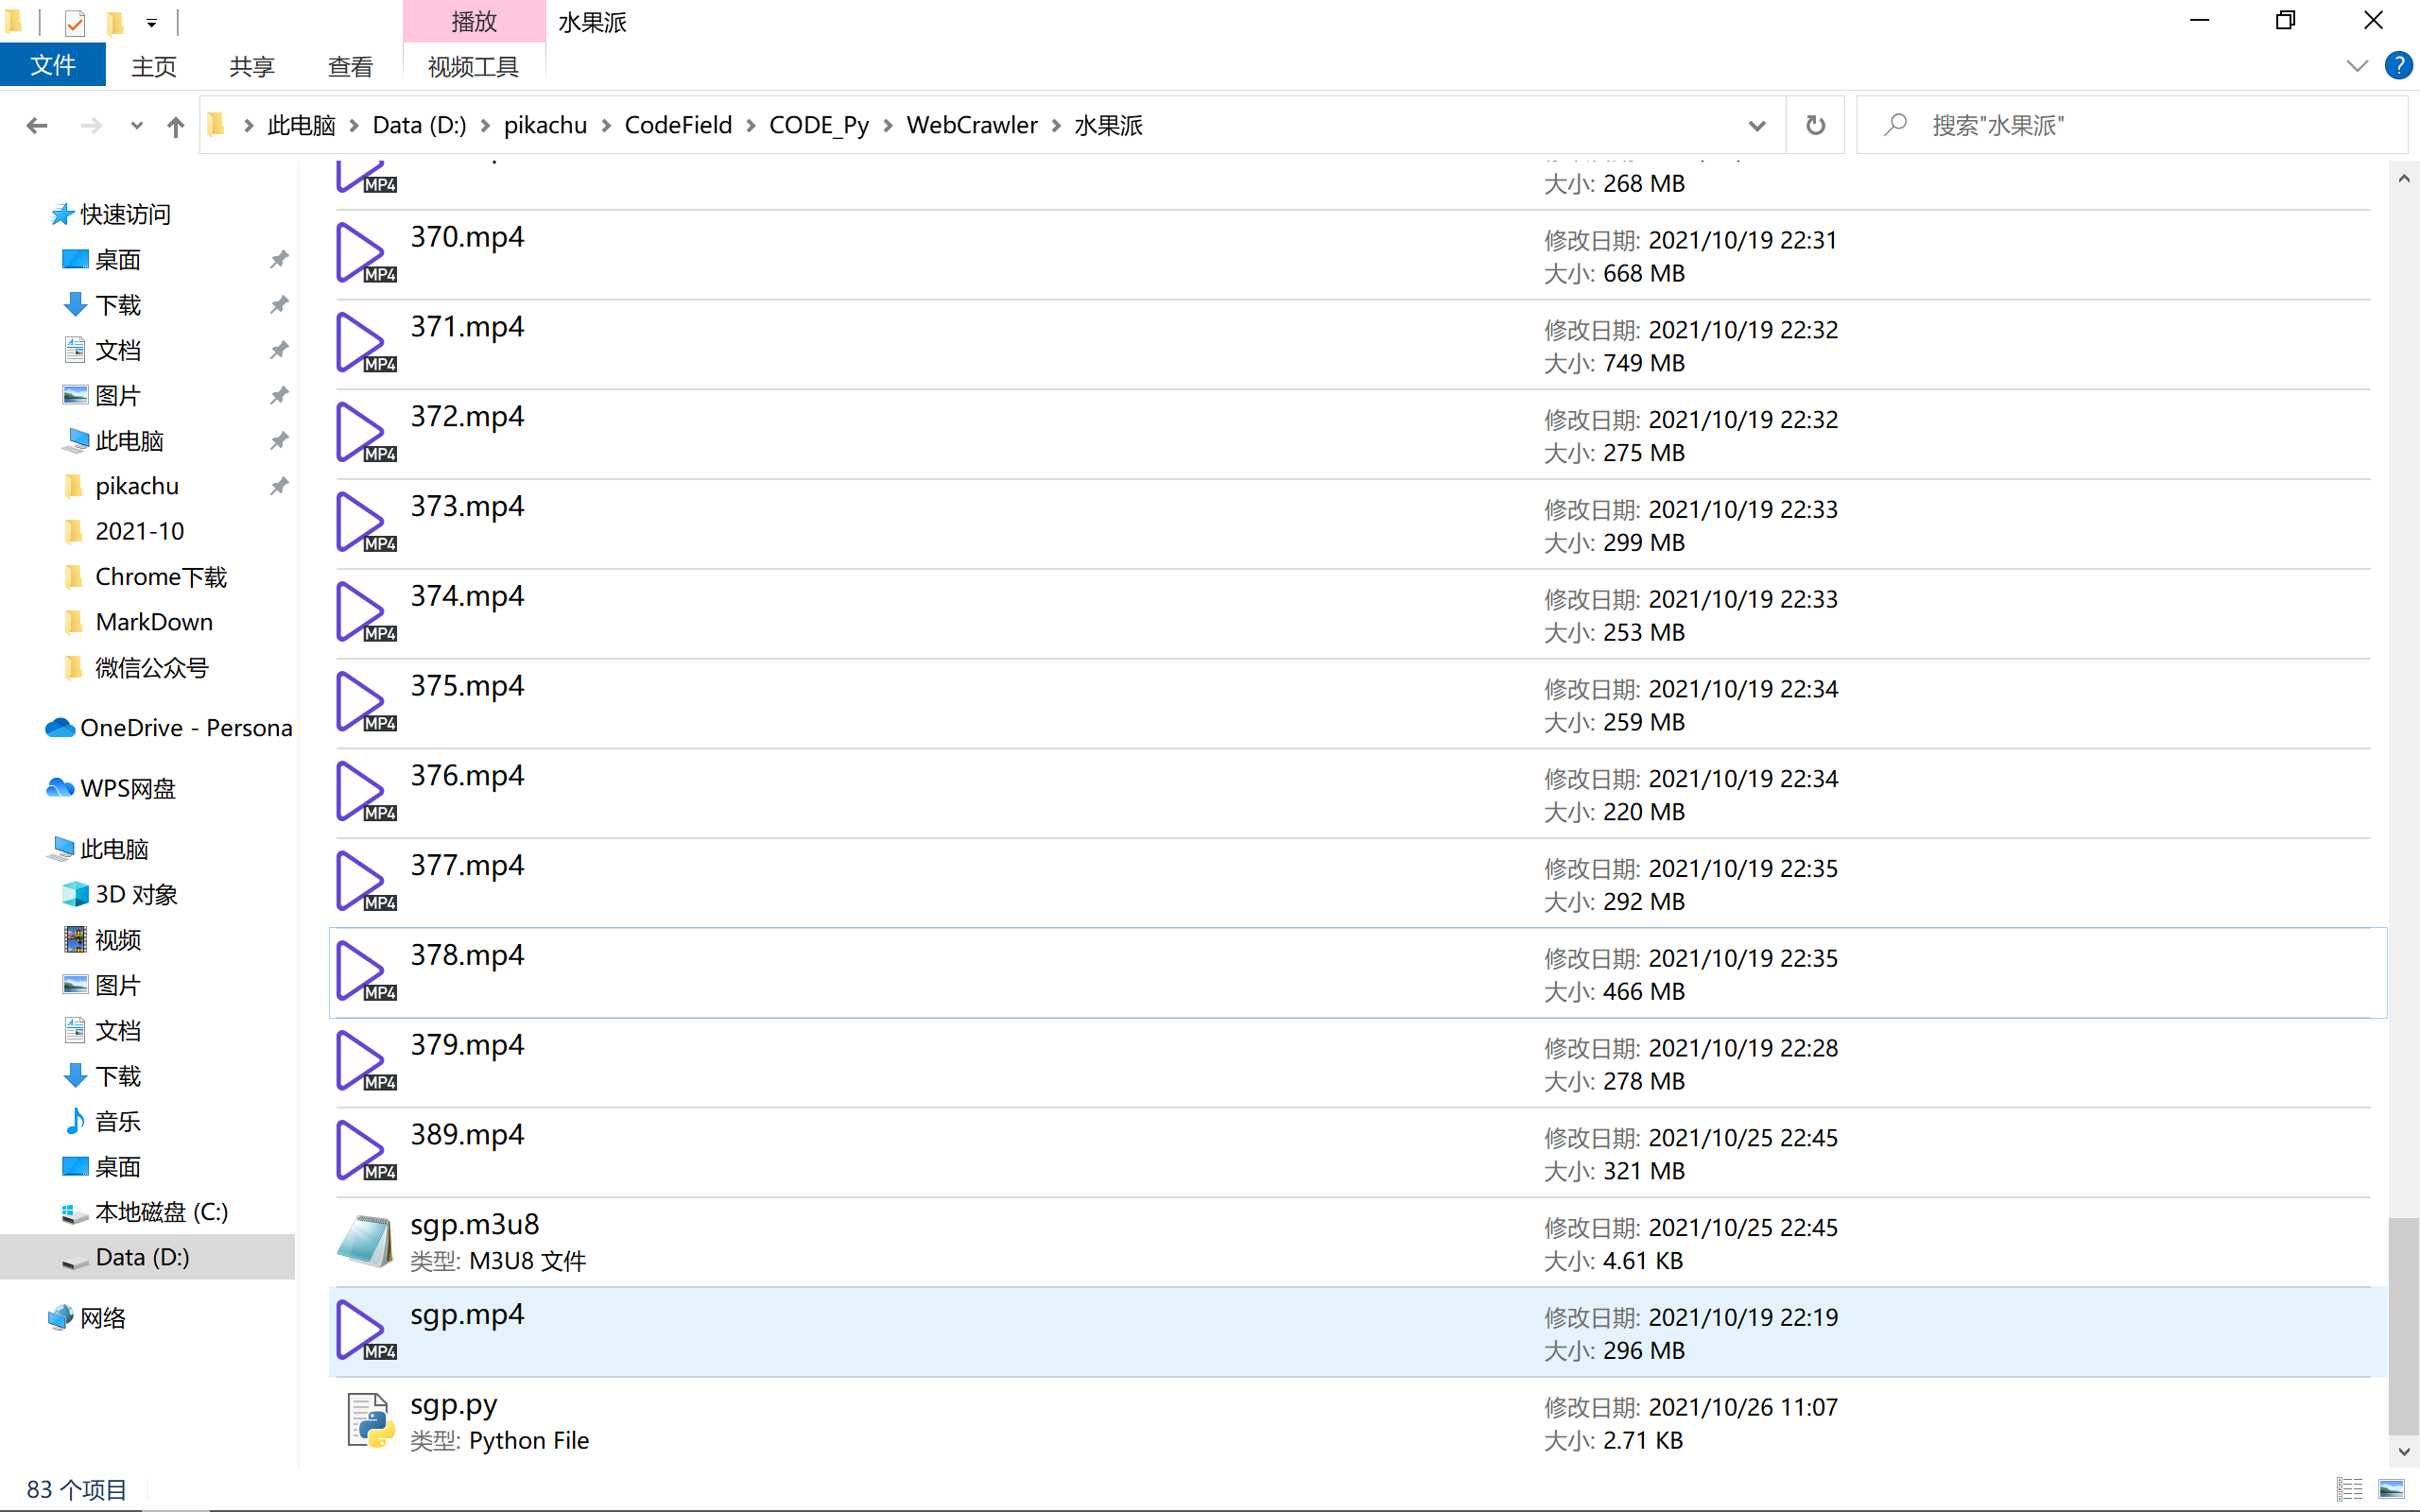 播放
水果派
文件
主页
共享
查看
视频工具
?
此电脑
Data (D:)
pikachu
CodeField
CODE_Py
WebCrawler
水果派
搜索"水果派"
快速访问
桌面
下载
文档
图片
此电脑
pikachu
2021-10
Chrome下载
MarkDown
微信公众号
OneDrive - Persona
WPS网盘
此电脑
3D 对象
视频
图片
文档
下载
音乐
桌面
本地磁盘 (C:)
Data (D:)
网络
MP4
大小: 268 MB
370.mp4
MP4
修改日期: 2021/10/19 22:31
大小: 668 MB
371.mp4
MP4
修改日期: 2021/10/19 22:32
大小: 749 MB
372.mp4
MP4
修改日期: 2021/10/19 22:32
大小: 275 MB
373.mp4
MP4
修改日期: 2021/10/19 22:33
大小: 299 MB
374.mp4
MP4
修改日期: 2021/10/19 22:33
大小: 253 MB
375.mp4
MP4
修改日期: 2021/10/19 22:34
大小: 259 MB
376.mp4
MP4
修改日期: 2021/10/19 22:34
大小: 220 MB
377.mp4
MP4
修改日期: 2021/10/19 22:35
大小: 292 MB
378.mp4
MP4
修改日期: 2021/10/19 22:35
大小: 466 MB
379.mp4
MP4
修改日期: 2021/10/19 22:28
大小: 278 MB
389.mp4
MP4
修改日期: 2021/10/25 22:45
大小: 321 MB
sgp.m3u8
类型: M3U8 文件
修改日期: 2021/10/25 22:45
大小: 4.61 KB
sgp.mp4
MP4
修改日期: 2021/10/19 22:19
大小: 296 MB
sgp.py
类型: Python File
修改日期: 2021/10/26 11:07
大小: 2.71 KB
83 个项目